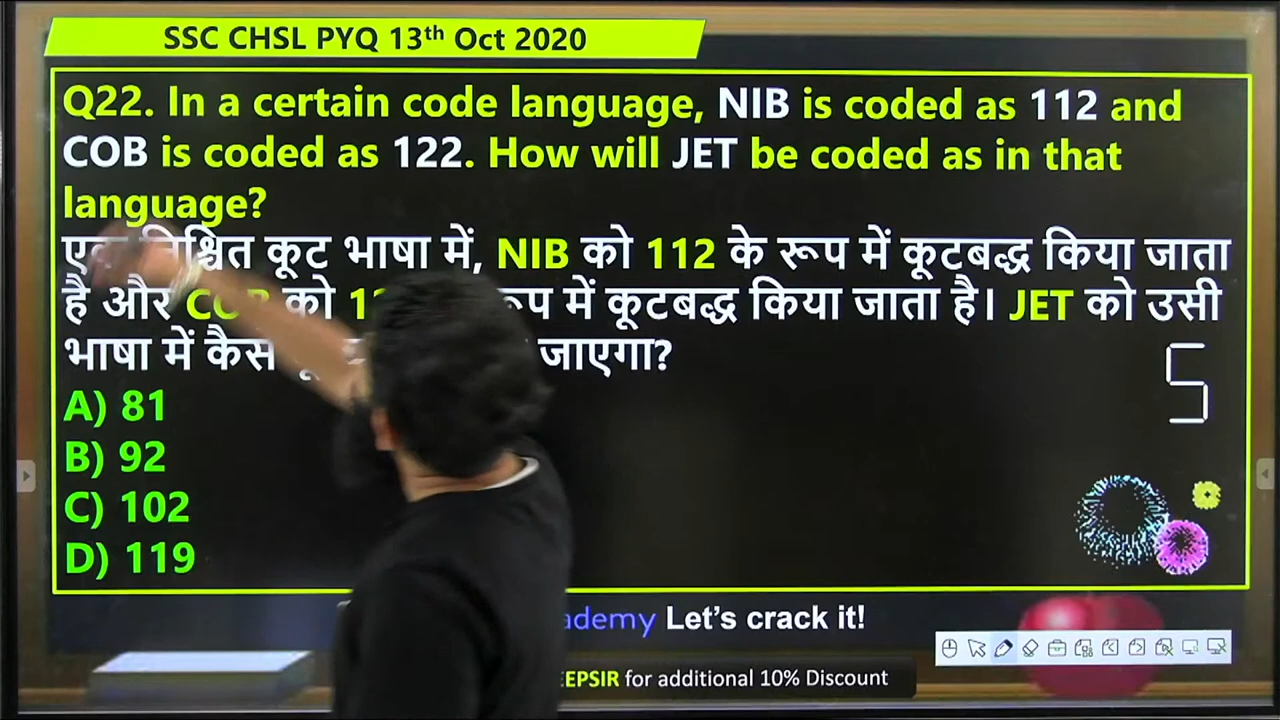 SSC CHSL PYQ 13th Oct 2020
Q22. In a certain code language, NIB is coded as 112 and
COB is coded as 122. How will JET be coded as in that
language?
निश्चित कूट भाषा में, NIB को 112 के रूप में कूटबद्ध किया जाता
है और को में कूटबद्ध किया जाता है। JET को उसी
भाषा में जाएगा?
5
A) 81
B) 92
C) 102
D) 119
Let's crack it!
for additional 10% Discount